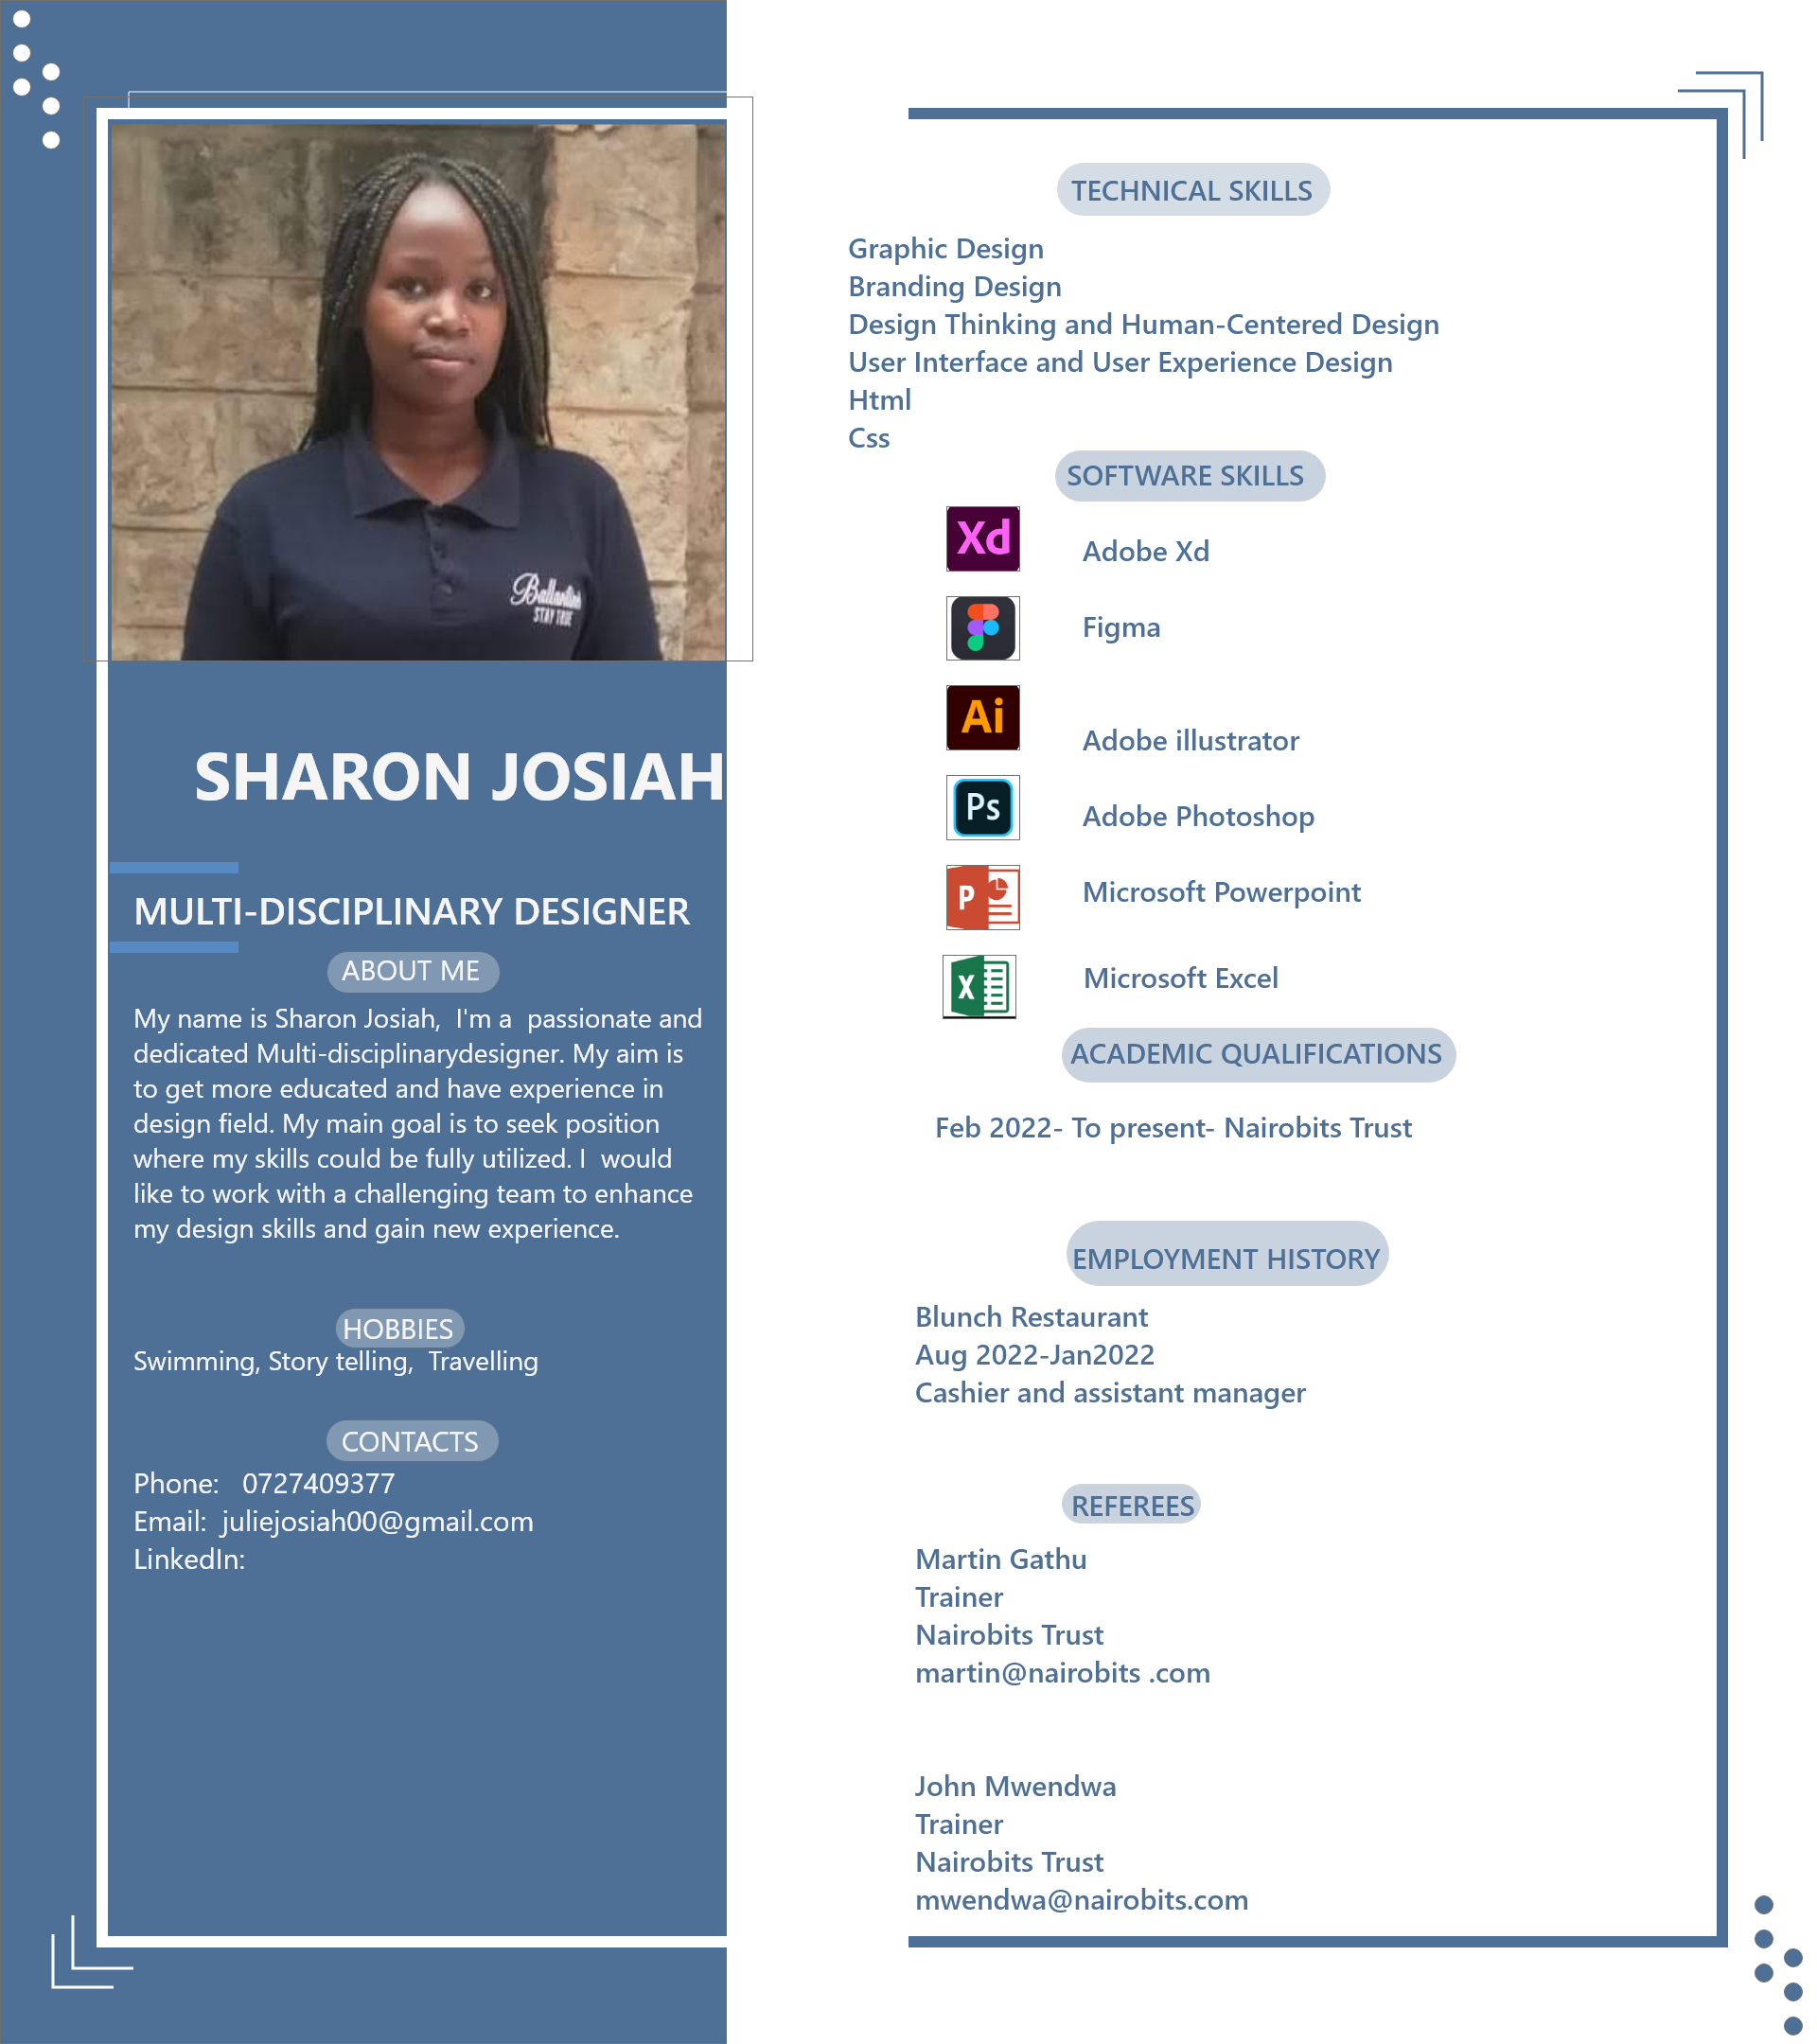 Ballantine's
STAY TRUE
SHARON JOSIAH
MULTI-DISCIPLINARY DESIGNER
ABOUT ME
My name is Sharon Josiah,  I'm a  passionate and
dedicated Multi-disciplinarydesigner. My aim is
to get more educated and have experience in
design field. My main goal is to seek position
where my skills could be fully utilized. I  would
like to work with a challenging team to enhance
my design skills and gain new experience.
HOBBIES
Swimming, Story telling,  Travelling
CONTACTS
Phone:   0727409377
Email:  juliejosiah00@gmail.com
LinkedIn:
TECHNICAL SKILLS
Graphic Design
Branding Design
Design Thinking and Human-Centered Design
User Interface and User Experience Design
Html
Css
SOFTWARE SKILLS
Xd
Adobe Xd
Figma
Ai
Adobe illustrator
Ps
Adobe Photoshop
P
Microsoft Powerpoint
X
Microsoft Excel
ACADEMIC QUALIFICATIONS
Feb 2022- To present- Nairobits Trust
EMPLOYMENT HISTORY
Blunch Restaurant
Aug 2022-Jan2022
Cashier and assistant manager
REFEREES
Martin Gathu
Trainer
Nairobits Trust
martin@nairobits .com
John Mwendwa
Trainer
Nairobits Trust
mwendwa@nairobits.com